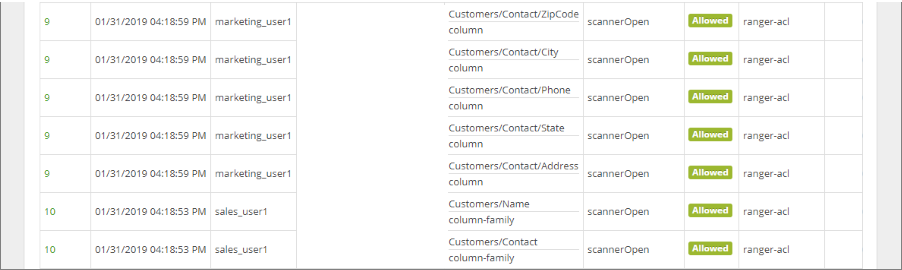 9 01/31/2019 04:18:59 PM marketing_user1 Customers/Contact/ZipCode scannerOpen Allowed ranger-acl
column
9 01/31/2019 04:18:59 PM marketing_user1 Customers/Contact/City scannerOpen Allowed ranger-acl
column
9 01/31/2019 04:18:59 PM marketing_user1 Customers/Contact/Phone scannerOpen Allowed ranger-acl
column
9 01/31/2019 04:18:59 PM marketing_user1 Customers/Contact/State scannerOpen Allowed ranger-acl
column
9 01/31/2019 04:18:59 PM marketing_user1 Customers/Contact/Address scannerOpen Allowed ranger-acl
column
10 01/31/2019 04:18:53 PM sales_user1 Customers/Name scannerOpen Allowed ranger-acl
column-family
10 01/31/2019 04:18:53 PM sales_user1 Customers/Contact scannerOpen Allowed ranger-acl
column-family